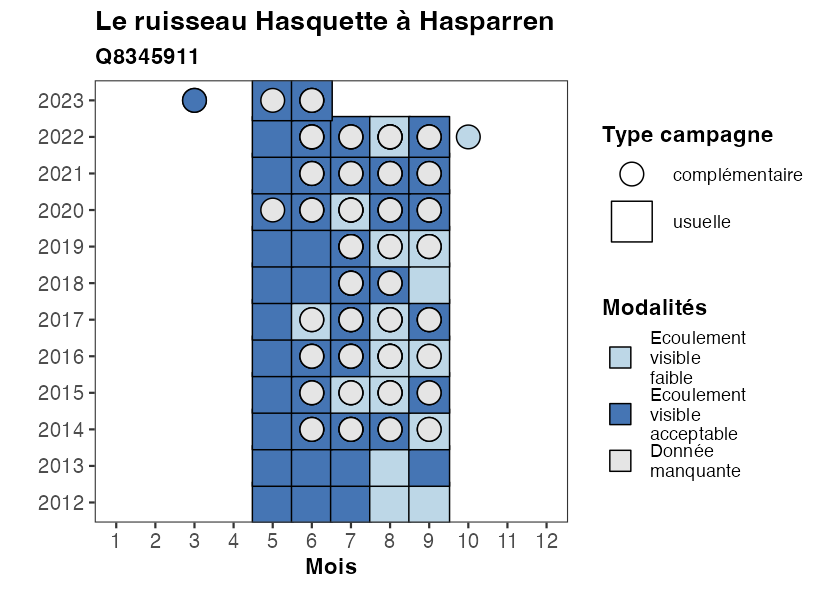 Le ruisseau Hasquette à Hasparren
Q8345911
2023
2022
2021
2020
2019
2018
2017
2016
2015
2014
2013
2012
1 2 3 4 5 6 7 8 9 10 11 12
Mois
Type campagne
complémentaire
usuelle
Modalités
Ecoulement
visible
faible
Ecoulement
visible
acceptable
Donnée
manquante